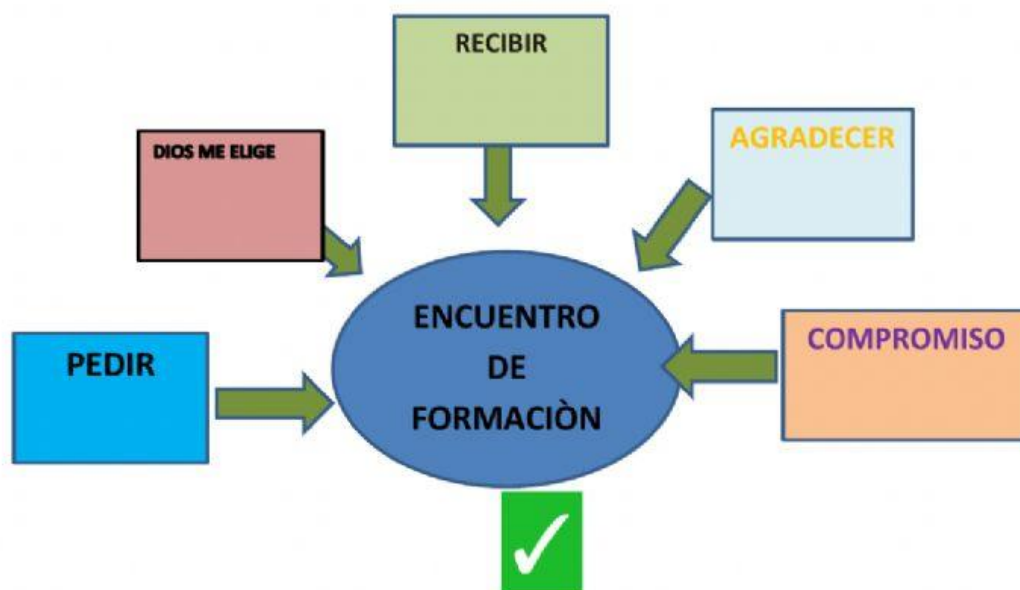 RECIBIR
AGRADECER
DIOS ME ELIGE
ENCUENTRO
DE
FORMACIÒN
COMPROMISO
PEDIR